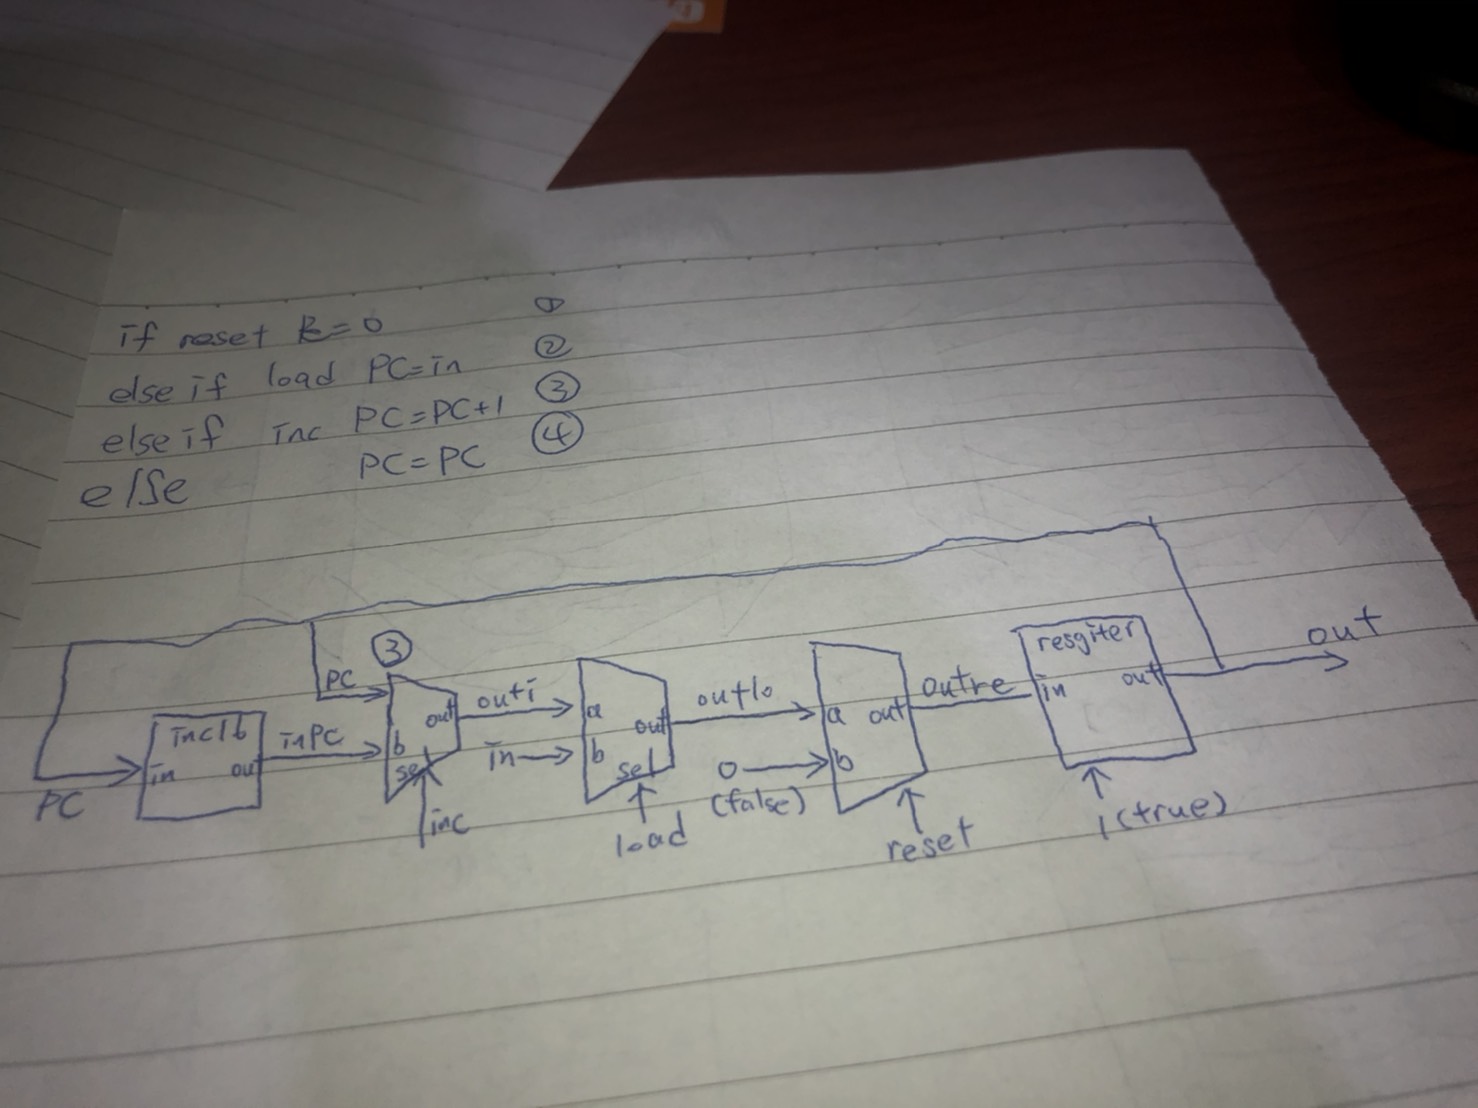 if reset PC=0 ①
else if load PC=in ②
else if inc PC=PC+1 ③
else PC=PC ④
③
PC
inc16
in
out
PC
inPC
b
out
sel
inc
outi
in
a
b
out
sel
load
outlo
0
(false)
a
b
out
reset
outre
resgiter
in
out
1(true)
out